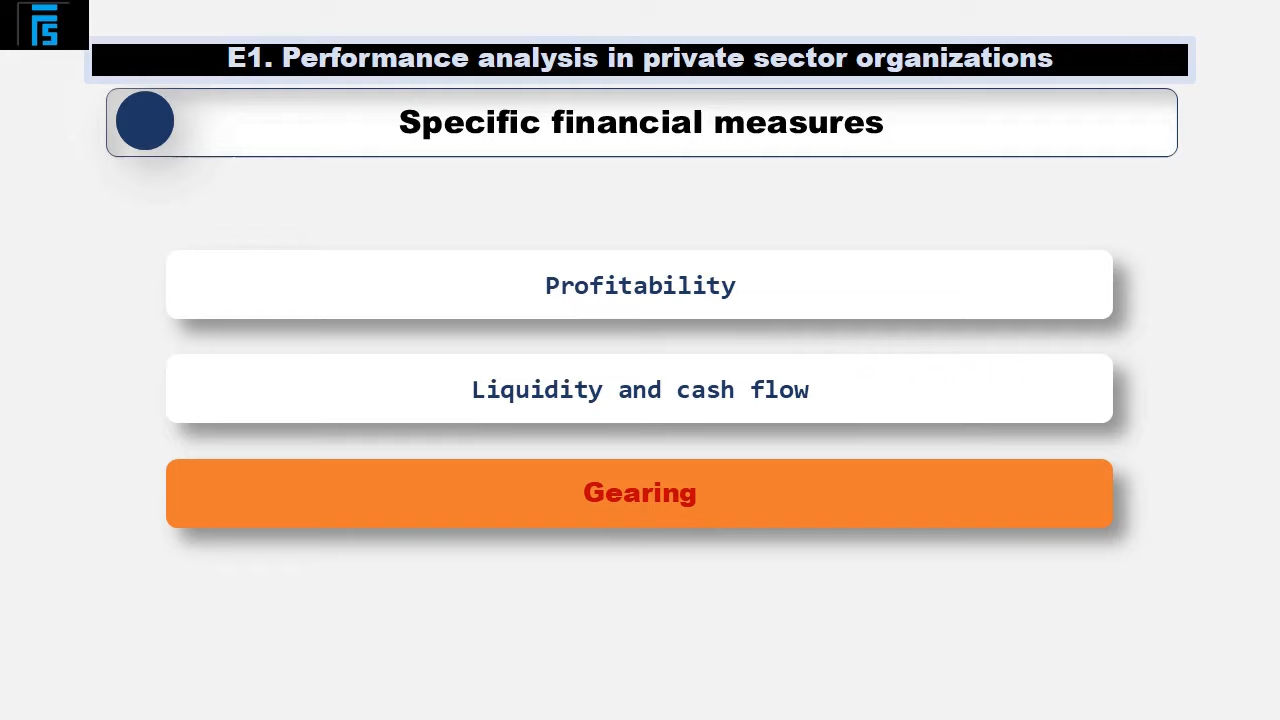 E1. Performance analysis in private sector organizations
Specific financial measures
Profitability
Liquidity and cash flow
Gearing